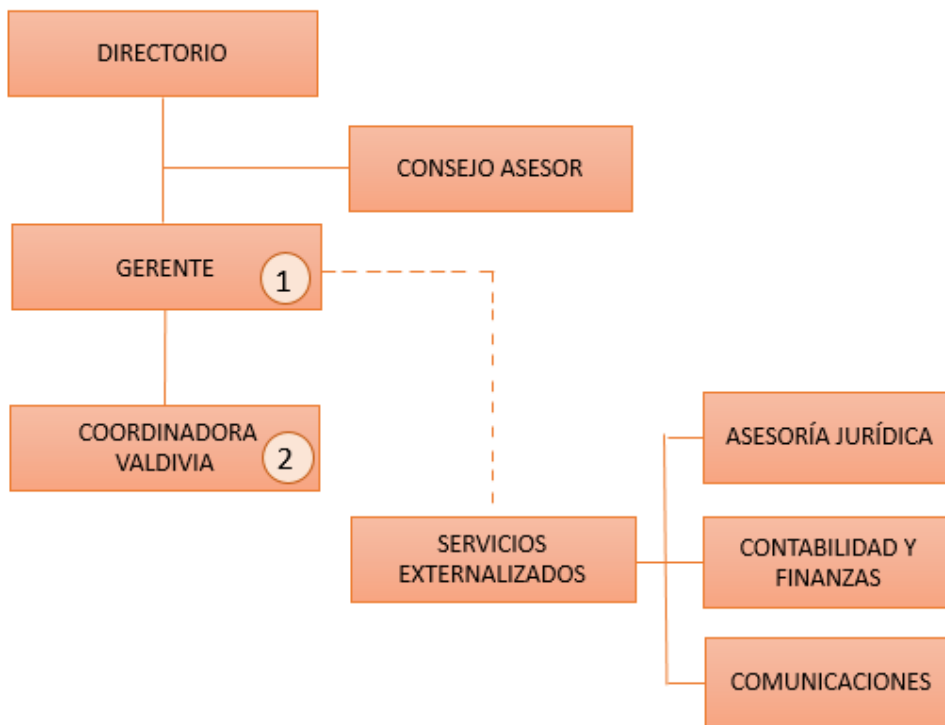 DIRECTORIO
CONSEJO ASESOR
GERENTE
1
COORDINADORA
VALDIVIA
2
ASESORÍA JURÍDICA
SERVICIOS
EXTERNALIZADOS
CONTABILIDAD Y
FINANZAS
COMUNICACIONES